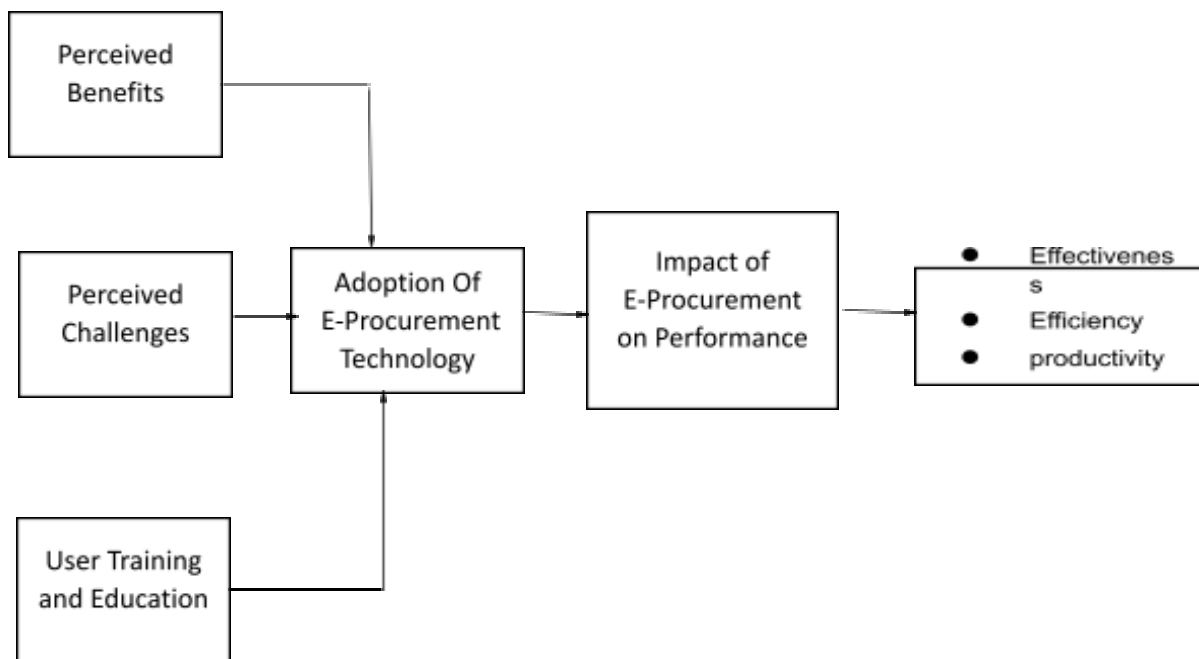 Perceived
Benefits
Perceived
Challenges
User Training
and Education
Adoption Of
E-Procurement
Technology
Impact of
E-Procurement
on Performance
● Effectivenes
s
● Efficiency
● productivity